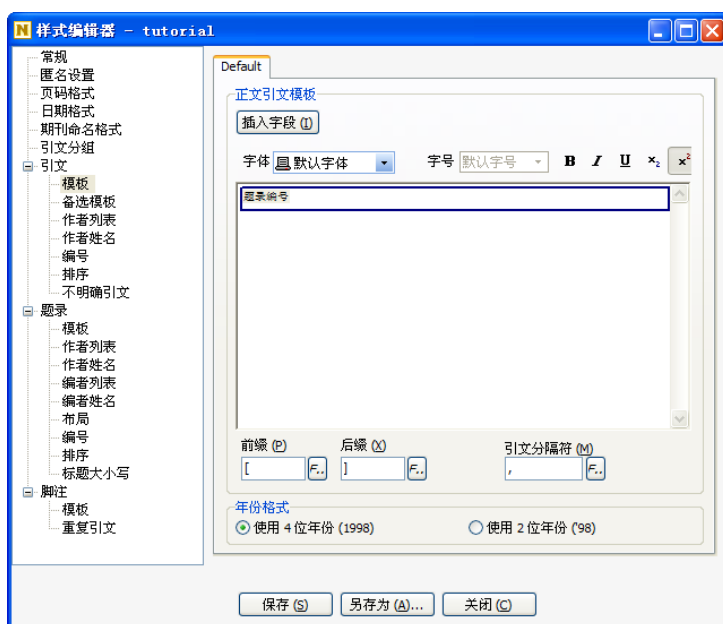 样式编辑器 - tutorial
常规
匿名设置
页码格式
日期格式
期刊命名格式
引文分组
引文
模板
备选模板
作者列表
作者姓名
编号
排序
不明确引文
题录
模板
作者列表
作者姓名
编者列表
编者姓名
布局
编号
排序
标题大小写
脚注
模板
重复引文
Default
正文引文模板
插入字段 (I)
字体 默认字体 字号 默认字号 B I U x₂ x²
题录编号
前缀 (P) 后缀 (X) 引文分隔符 (M)
[ F.. ] F.. , F..
年份格式
使用 4 位年份 (1998) 使用 2 位年份 ('98)
保存 (S) 另存为 (A)... 关闭 (C)